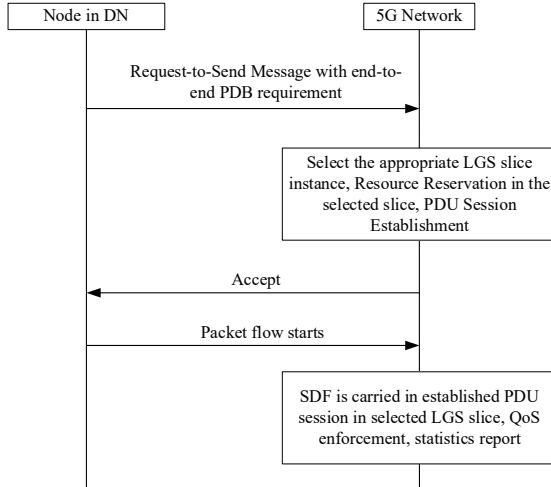 Node in DN
5G Network
Request-to-Send Message with end-to-
end PDB requirement
Select the appropriate LGS slice
instance, Resource Reservation in the
selected slice, PDU Session
Establishment
Accept
Packet flow starts
SDF is carried in established PDU
session in selected LGS slice, QoS
enforcement, statistics report